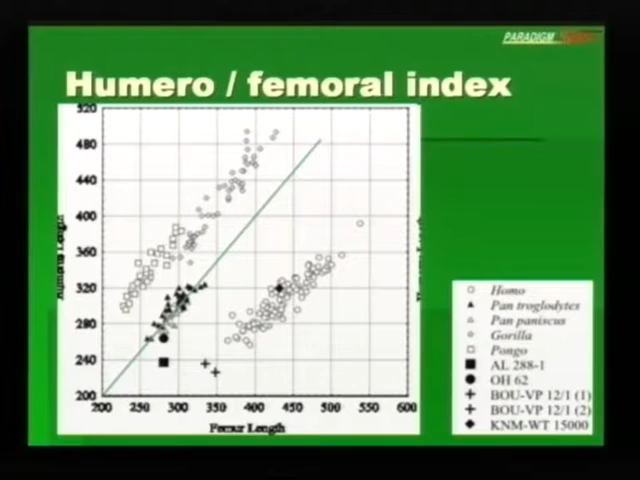 PARADIGM
Humero / femoral index
520
480
440
400
360
320
280
240
200
200 250 300 350 400 450 500 550 600
Femur Length
Homo
Pan troglodytes
Pan paniscus
Gorilla
Pongo
AL 288-1
OH 62
BOU-VP 12/1 (1)
BOU-VP 12/1 (2)
KNM-WT 15000